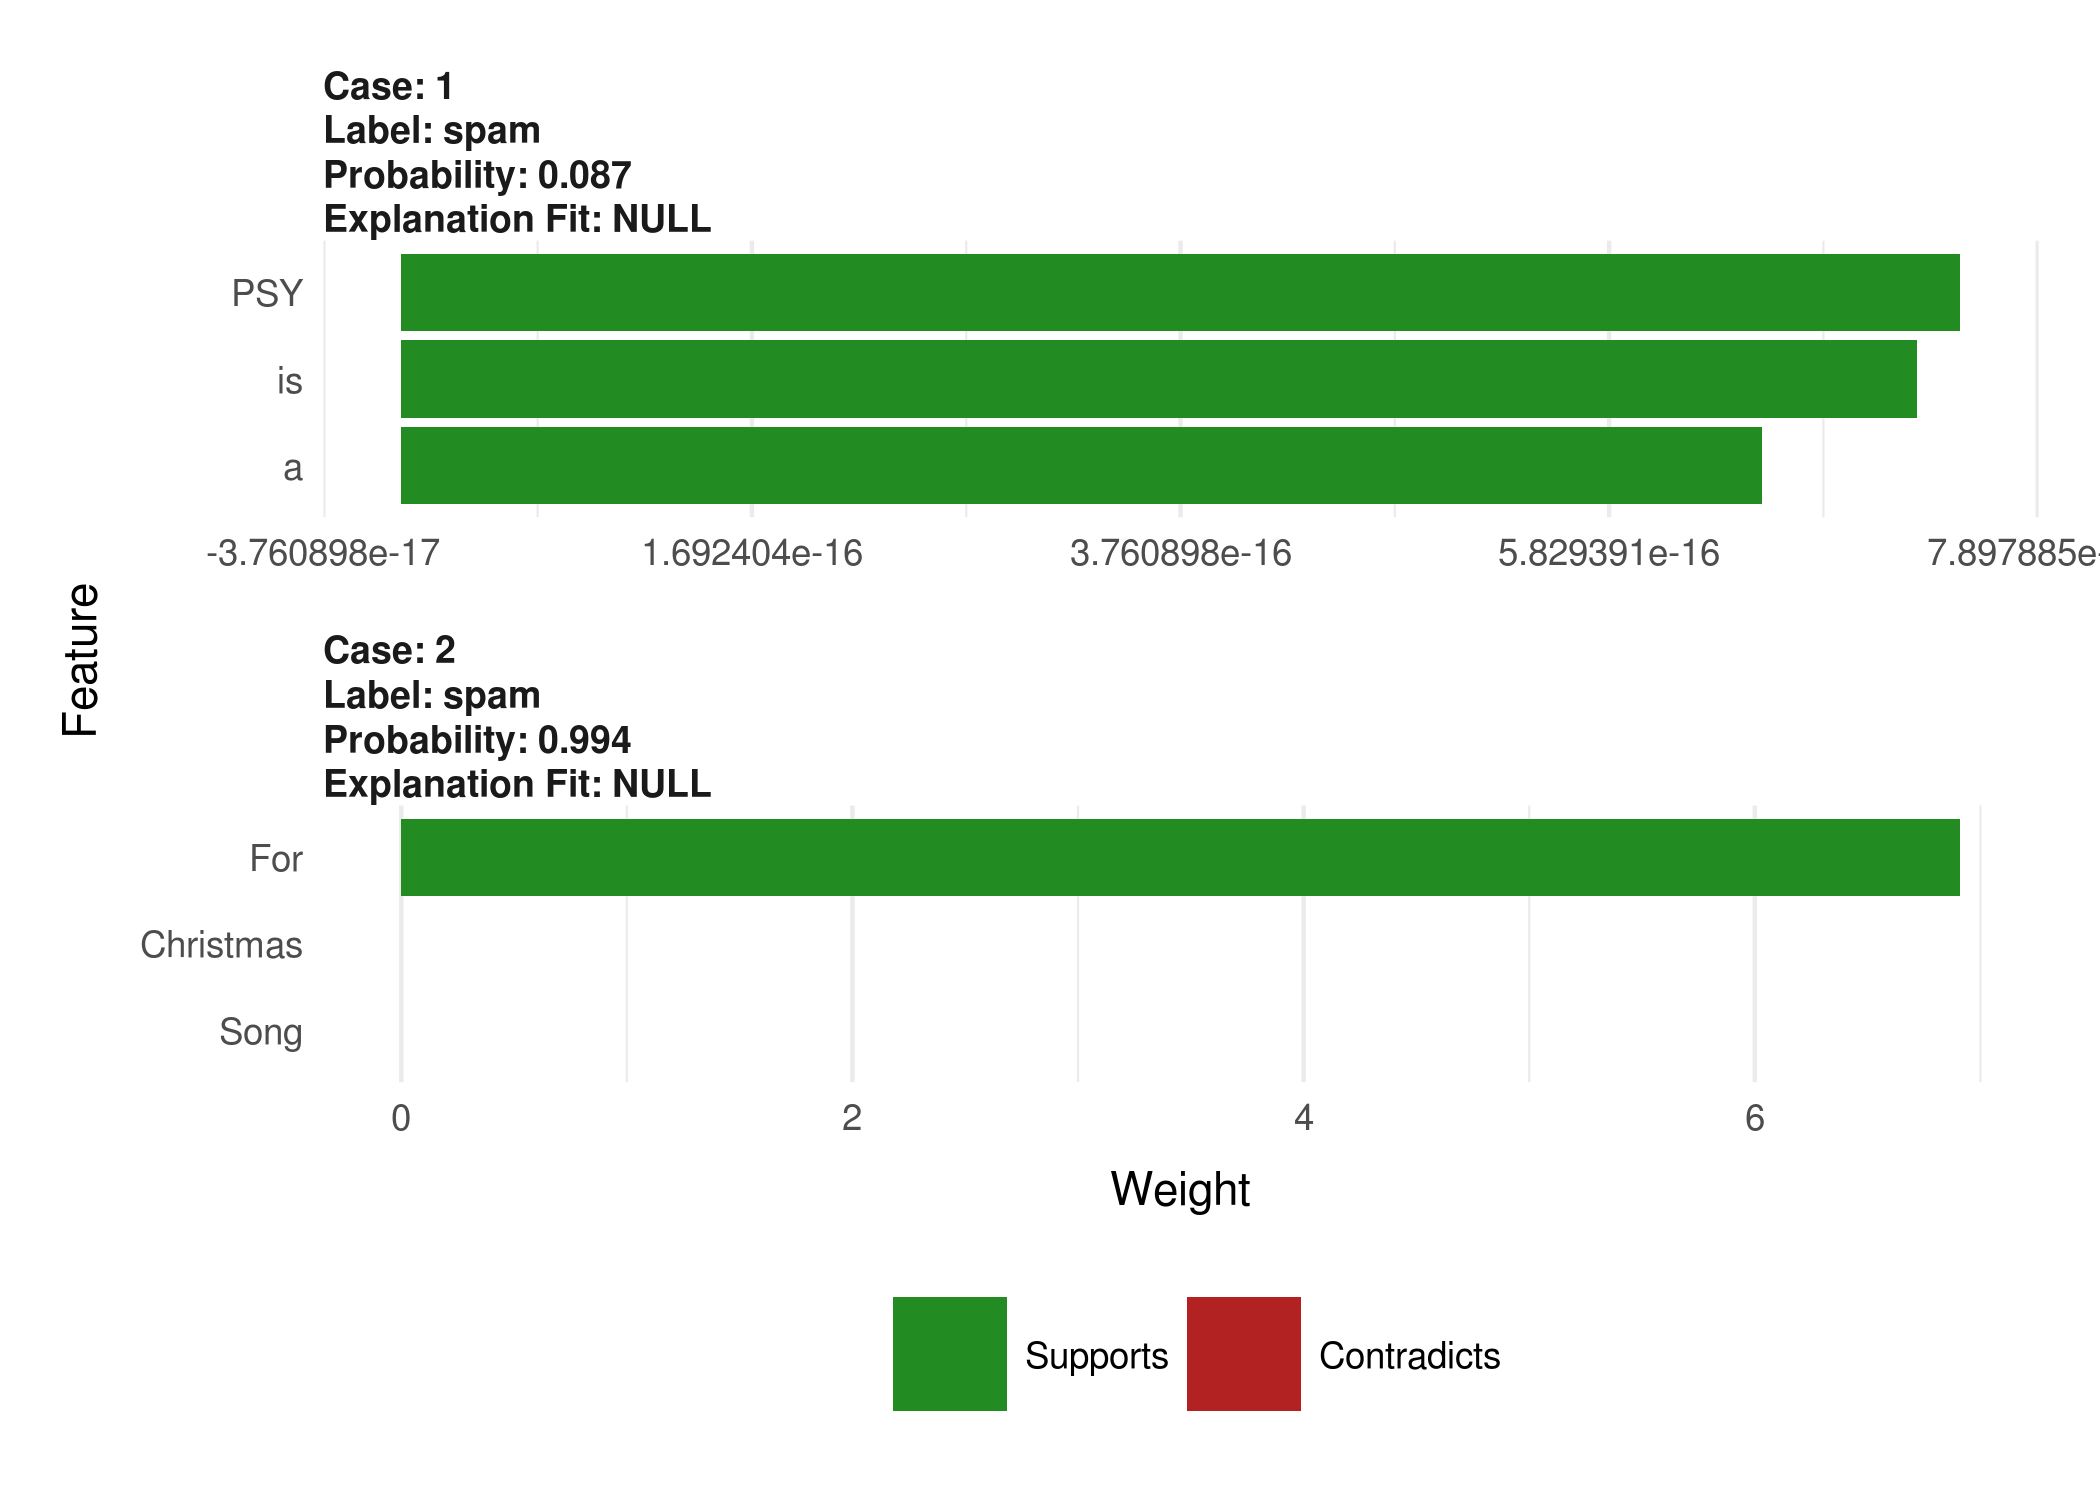 Case: 1
Label: spam
Probability: 0.087
Explanation Fit: NULL
PSY
is
a
-3.760898e-17 1.692404e-16 3.760898e-16 5.829391e-16 7.897885e-
Feature
Case: 2
Label: spam
Probability: 0.994
Explanation Fit: NULL
For
Christmas
Song
0 2 4 6
Weight
Supports Contradicts